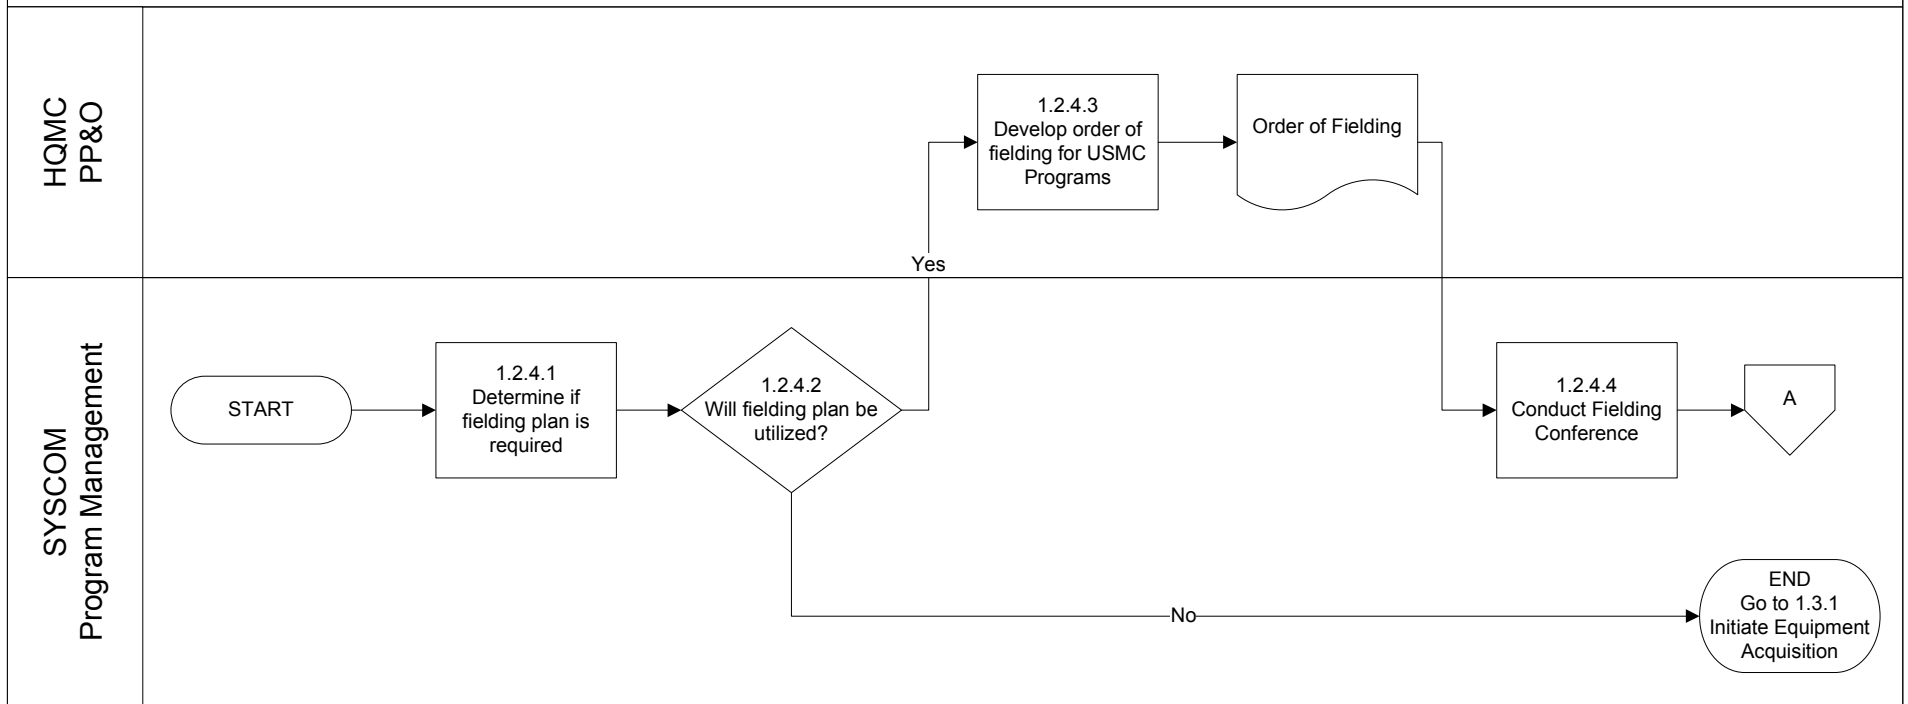 HQMC
PP&O
1.2.4.3
Develop order of
fielding for USMC
Programs
Order of Fielding
Yes
SYSCOM
Program Management
START
1.2.4.1
Determine if
fielding plan is
required
1.2.4.2
Will fielding plan be
utilized?
1.2.4.4
Conduct Fielding
Conference
A
No
END
Go to 1.3.1
Initiate Equipment
Acquisition